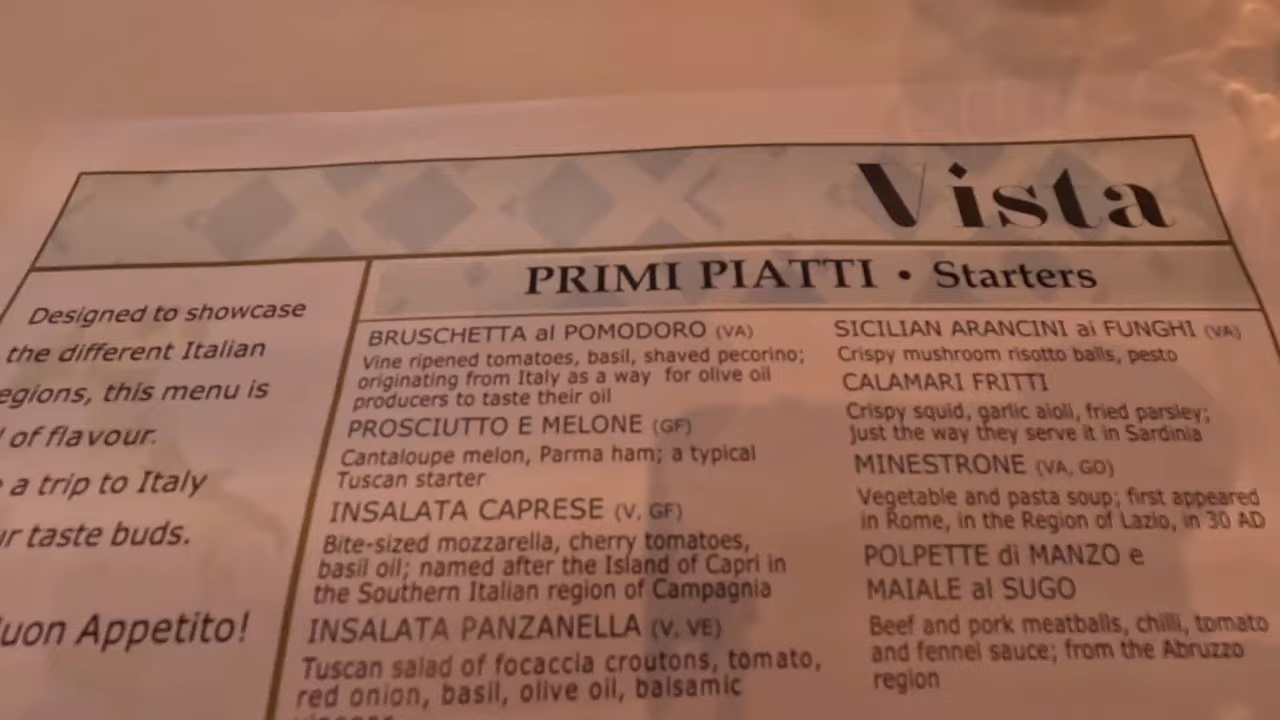 Vista
Designed to showcase
the different Italian
egions, this menu is
of flavour.
a trip to Italy
ur taste buds.
uon Appetito!
PRIMI PIATTI • Starters
BRUSCHETTA al POMODORO (VA)
Vine ripened tomatoes, basil, shaved pecorino;
originating from Italy as a way for olive oil
producers to taste their oil
PROSCIUTTO E MELONE (GF)
Cantaloupe melon, Parma ham; a typical
Tuscan starter
INSALATA CAPRESE (V, GF)
Bite-sized mozzarella, cherry tomatoes,
basil oil; named after the Island of Capri in
the Southern Italian region of Campagnia
INSALATA PANZANELLA (V, VE)
Tuscan salad of focaccia croutons, tomato,
red onion, basil, olive oil, balsamic
SICILIAN ARANCINI ai FUNGHI (VA)
Crispy mushroom risotto balls, pesto
CALAMARI FRITTI
Crispy squid, garlic aioli, fried parsley;
just the way they serve it in Sardinia
MINESTRONE (VA, GO)
Vegetable and pasta soup; first appeared
in Rome, in the Region of Lazio, in 30 AD
POLPETTE di MANZO e
MAIALE al SUGO
Beef and pork meatballs, chilli, tomato
and fennel sauce; from the Abruzzo
region